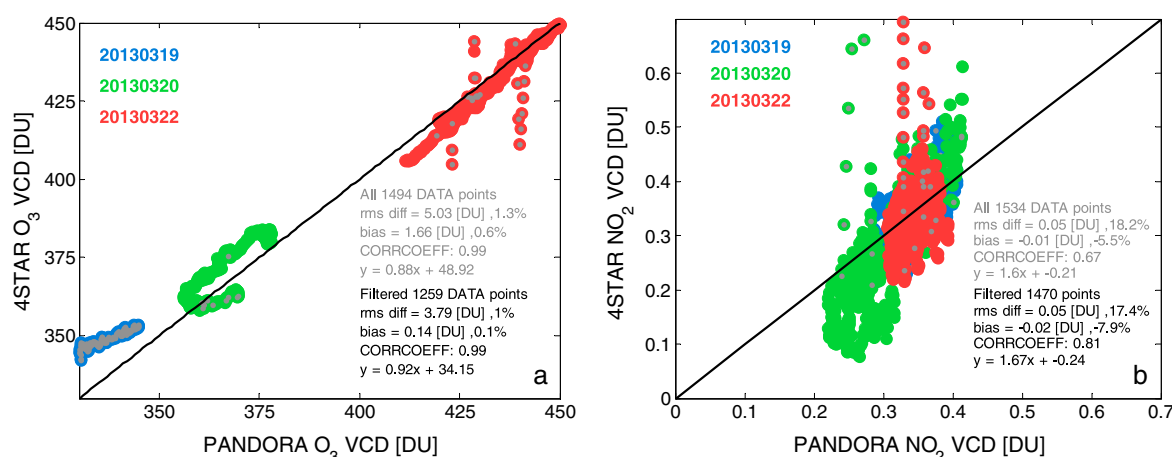 450
425
400
375
350
4STAR O3 VCD [DU]
20130319
20130320
20130322
All 1494 DATA points
rms diff = 5.03 [DU] ,1.3%
bias = 1.66 [DU] ,0.6%
CORRCOEFF: 0.99
y = 0.88x + 48.92
Filtered 1259 DATA points
rms diff = 3.79 [DU] ,1%
bias = 0.14 [DU] ,0.1%
CORRCOEFF: 0.99
y = 0.92x + 34.15
a
350 375 400 425 450
PANDORA O3 VCD [DU]
0.6
0.5
0.4
0.3
0.2
0.1
0
4STAR NO2 VCD [DU]
20130319
20130320
20130322
All 1534 DATA points
rms diff = 0.05 [DU] ,18.2%
bias = -0.01 [DU] ,-5.5%
CORRCOEFF: 0.67
y = 1.6x + -0.21
Filtered 1470 points
rms diff = 0.05 [DU] ,17.4%
bias = -0.02 [DU] ,-7.9%
CORRCOEFF: 0.81
y = 1.67x + -0.24
b
0 0.1 0.2 0.3 0.4 0.5 0.6 0.7
PANDORA NO2 VCD [DU]